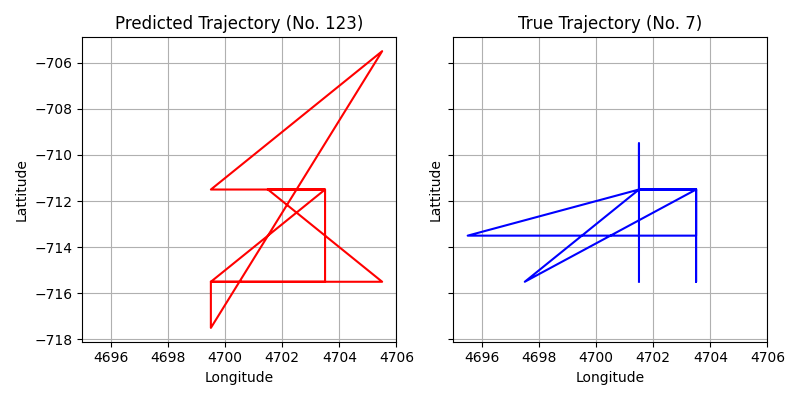 Predicted Trajectory (No. 123)
Lattitude
−706
−708
−710
−712
−714
−716
−718
4696 4698 4700 4702 4704 4706
Longitude
True Trajectory (No. 7)
Lattitude
4696 4698 4700 4702 4704 4706
Longitude